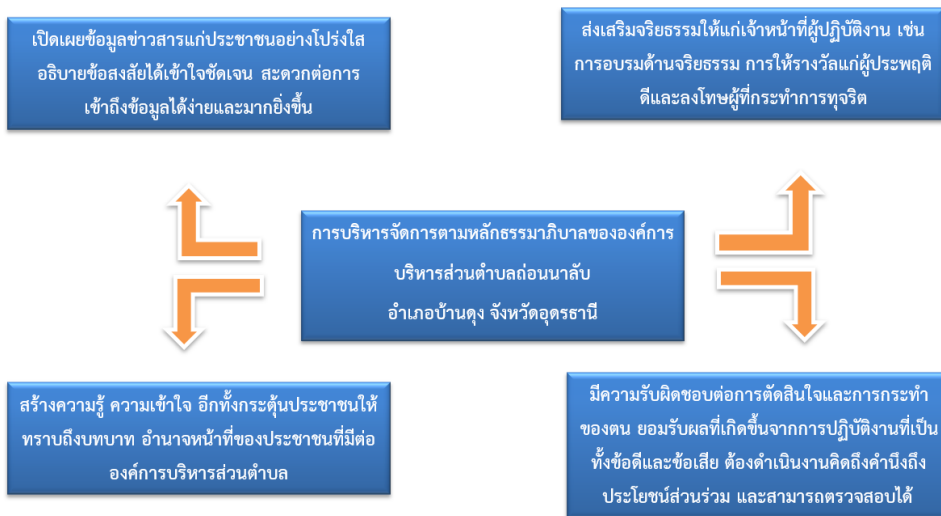 เปิดเผยข้อมูลข่าวสารแก่ประชาชนอย่างโปร่งใส
อธิบายข้อสงสัยได้เข้าใจชัดเจน สะดวกต่อการ
เข้าถึงข้อมูลได้ง่ายและมากยิ่งขึ้น
ส่งเสริมจริยธรรมให้แก่เจ้าหน้าที่ผู้ปฏิบัติงาน เช่น
การอบรมด้านจริยธรรม การให้รางวัลแก่ผู้ประพฤติ
ดีและลงโทษผู้ที่กระทำการทุจริต
การบริหารจัดการตามหลักธรรมาภิบาลขององค์การ
บริหารส่วนตำบลถ่อนนาลับ
อำเภอบ้านดุง จังหวัดอุดรธานี
สร้างความรู้ ความเข้าใจ อีกทั้งกระตุ้นประชาชนให้
ทราบถึงบทบาท อำนาจหน้าที่ของประชาชนที่มีต่อ
องค์การบริหารส่วนตำบล
มีความรับผิดชอบต่อการตัดสินใจและการกระทำ
ของตน ยอมรับผลที่เกิดขึ้นจากการปฏิบัติงานที่เป็น
ทั้งข้อดีและข้อเสีย ต้องดำเนินงานคิดถึงคำนึงถึง
ประโยชน์ส่วนร่วม และสามารถตรวจสอบได้